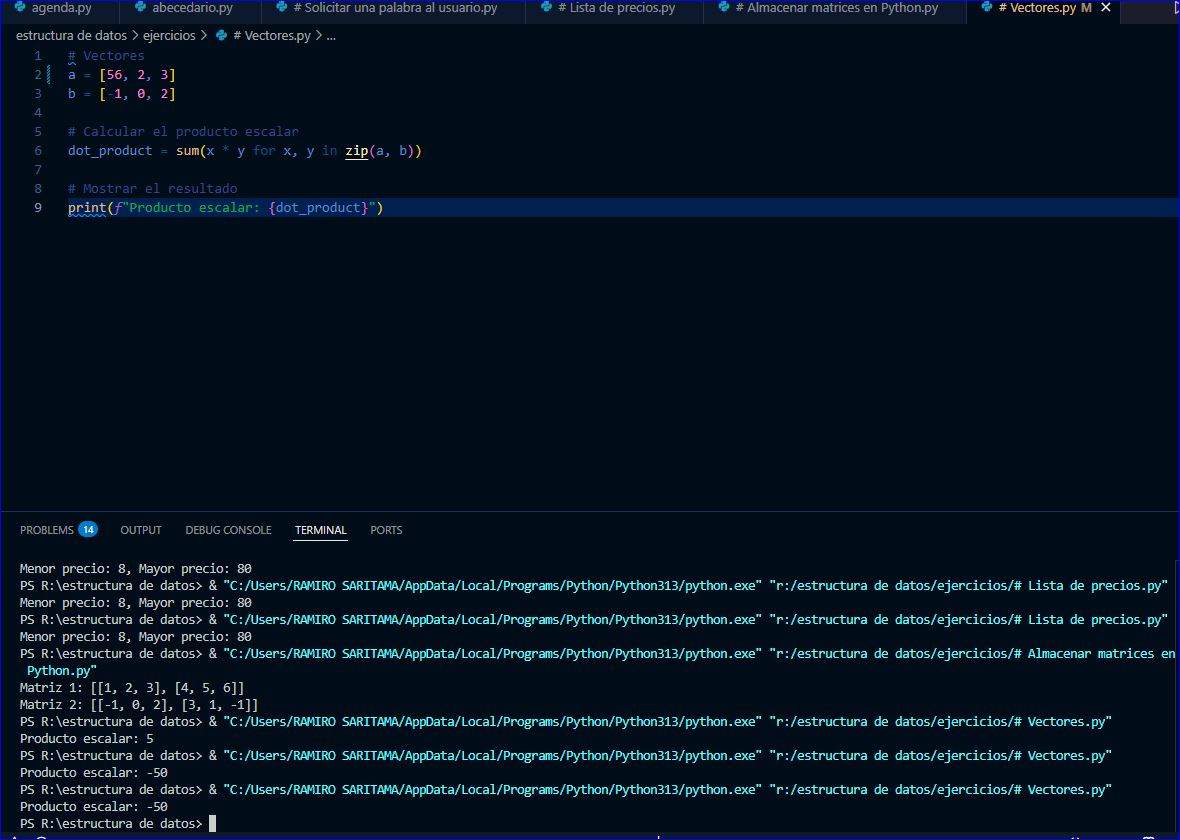 agenda.py abecedario.py # Solicitar una palabra al usuario.py # Lista de precios.py # Almacenar matrices en Python.py # Vectores.py M
estructura de datos > ejercicios > # Vectores.py > ...
1 # Vectores
2 a = [56, 2, 3]
3 b = [-1, 0, 2]
4
5 # Calcular el producto escalar
6 dot_product = sum(x * y for x, y in zip(a, b))
7
8 # Mostrar el resultado
9 print(f"Producto escalar: {dot_product}")
PROBLEMS 14 OUTPUT DEBUG CONSOLE TERMINAL PORTS
Menor precio: 8, Mayor precio: 80
PS R:\estructura de datos> & "C:/Users/RAMIRO SARITAMA/AppData/Local/Programs/Python/Python313/python.exe" "r:/estructura de datos/ejercicios/# Lista de precios.py"
Menor precio: 8, Mayor precio: 80
PS R:\estructura de datos> & "C:/Users/RAMIRO SARITAMA/AppData/Local/Programs/Python/Python313/python.exe" "r:/estructura de datos/ejercicios/# Lista de precios.py"
Menor precio: 8, Mayor precio: 80
PS R:\estructura de datos> & "C:/Users/RAMIRO SARITAMA/AppData/Local/Programs/Python/Python313/python.exe" "r:/estructura de datos/ejercicios/# Almacenar matrices en
Python.py"
Matriz 1: [[1, 2, 3], [4, 5, 6]]
Matriz 2: [[-1, 0, 2], [3, 1, -1]]
PS R:\estructura de datos> & "C:/Users/RAMIRO SARITAMA/AppData/Local/Programs/Python/Python313/python.exe" "r:/estructura de datos/ejercicios/# Vectores.py"
Producto escalar: 5
PS R:\estructura de datos> & "C:/Users/RAMIRO SARITAMA/AppData/Local/Programs/Python/Python313/python.exe" "r:/estructura de datos/ejercicios/# Vectores.py"
Producto escalar: -50
PS R:\estructura de datos> & "C:/Users/RAMIRO SARITAMA/AppData/Local/Programs/Python/Python313/python.exe" "r:/estructura de datos/ejercicios/# Vectores.py"
Producto escalar: -50
PS R:\estructura de datos>